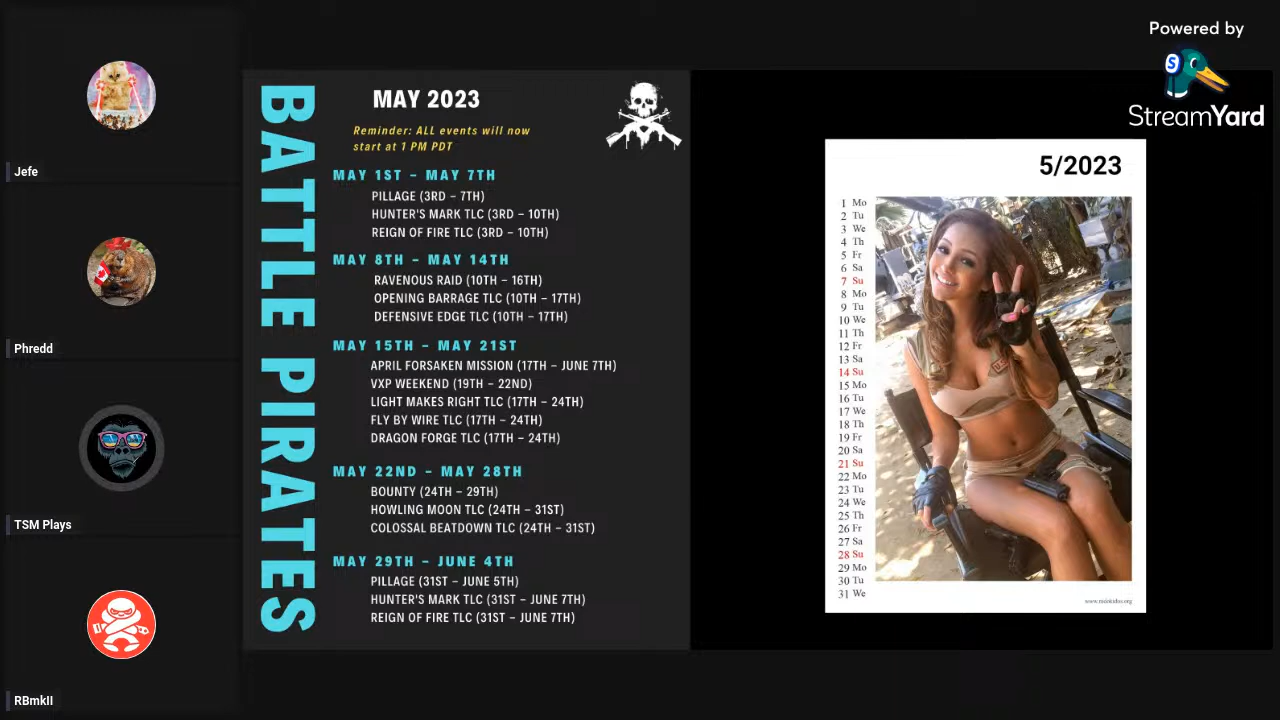 Jefe
Phredd
TSM Plays
RBmkII
BATTLE PIRATES
MAY 2023
Reminder: ALL events will now
start at 1 PM PDT
MAY 1ST – MAY 7TH
PILLAGE (3RD – 7TH)
HUNTER'S MARK TLC (3RD – 10TH)
REIGN OF FIRE TLC (3RD – 10TH)
MAY 8TH – MAY 14TH
RAVENOUS RAID (10TH – 16TH)
OPENING BARRAGE TLC (10TH – 17TH)
DEFENSIVE EDGE TLC (10TH – 17TH)
MAY 15TH – MAY 21ST
APRIL FORSAKEN MISSION (17TH – JUNE 7TH)
VXP WEEKEND (19TH – 22ND)
LIGHT MAKES RIGHT TLC (17TH – 24TH)
FLY BY WIRE TLC (17TH – 24TH)
DRAGON FORGE TLC (17TH – 24TH)
MAY 22ND – MAY 28TH
BOUNTY (24TH – 29TH)
HOWLING MOON TLC (24TH – 31ST)
COLOSSAL BEATDOWN TLC (24TH – 31ST)
MAY 29TH – JUNE 4TH
PILLAGE (31ST – JUNE 5TH)
HUNTER'S MARK TLC (31ST – JUNE 7TH)
REIGN OF FIRE TLC (31ST – JUNE 7TH)
Powered by
S
StreamYard
5/2023
1 Mo
2 Tu
3 We
4 Th
5 Fr
6 Sa
7 Su
8 Mo
9 Tu
10 We
11 Th
12 Fr
13 Sa
14 Su
15 Mo
16 Tu
17 We
18 Th
19 Fr
20 Sa
21 Su
22 Mo
23 Tu
24 We
25 Th
26 Fr
27 Sa
28 Su
29 Mo
30 Tu
31 We